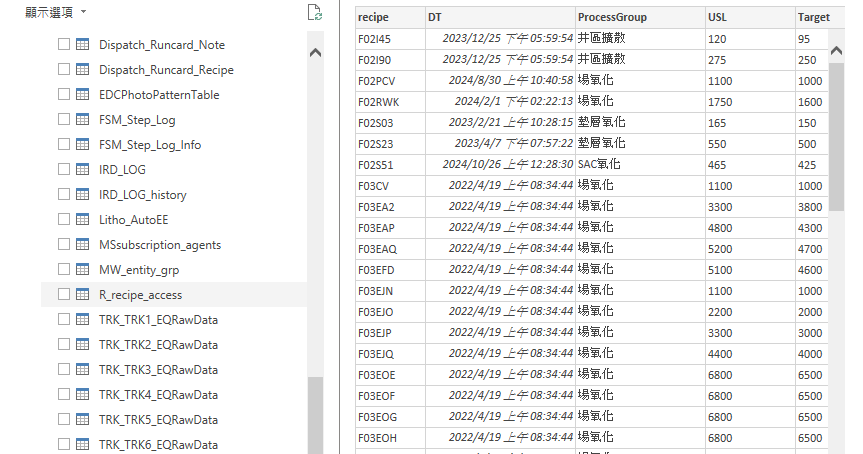 顯示選項
Dispatch_Runcard_Note
Dispatch_Runcard_Recipe
EDCPhotoPatternTable
FSM_Step_Log
FSM_Step_Log_Info
IRD_LOG
IRD_LOG_history
Litho_AutoEE
MSsubscription_agents
MW_entity_grp
R_recipe_access
TRK_TRK1_EQRawData
TRK_TRK2_EQRawData
TRK_TRK3_EQRawData
TRK_TRK4_EQRawData
TRK_TRK5_EQRawData
TRK_TRK6_EQRawData
recipe DT ProcessGroup USL Target
F02I45 2023/12/25 下午 05:59:54 井區擴散 120 95
F02I90 2023/12/25 下午 05:59:54 井區擴散 275 250
F02PCV 2024/8/30 上午 10:40:58 場氧化 1100 1000
F02RWK 2024/2/1 下午 02:22:13 場氧化 1750 1600
F02S03 2023/2/21 上午 10:28:15 墊層氧化 165 150
F02S23 2023/4/7 下午 07:57:22 墊層氧化 550 500
F02S51 2024/10/26 上午 12:28:30 SAC氧化 465 425
F03CV 2022/4/19 上午 08:34:44 場氧化 1100 1000
F03EA2 2022/4/19 上午 08:34:44 場氧化 3300 3800
F03EAP 2022/4/19 上午 08:34:44 場氧化 4800 4300
F03EAQ 2022/4/19 上午 08:34:44 場氧化 5200 4700
F03EFD 2022/4/19 上午 08:34:44 場氧化 5100 4600
F03EJN 2022/4/19 上午 08:34:44 場氧化 1100 1000
F03EJO 2022/4/19 上午 08:34:44 場氧化 2200 2000
F03EJP 2022/4/19 上午 08:34:44 場氧化 3300 3000
F03EJQ 2022/4/19 上午 08:34:44 場氧化 4400 4000
F03EOE 2022/4/19 上午 08:34:44 場氧化 6800 6500
F03EOF 2022/4/19 上午 08:34:44 場氧化 6800 6500
F03EOG 2022/4/19 上午 08:34:44 場氧化 6800 6500
F03EOH 2022/4/19 上午 08:34:44 場氧化 6800 6500